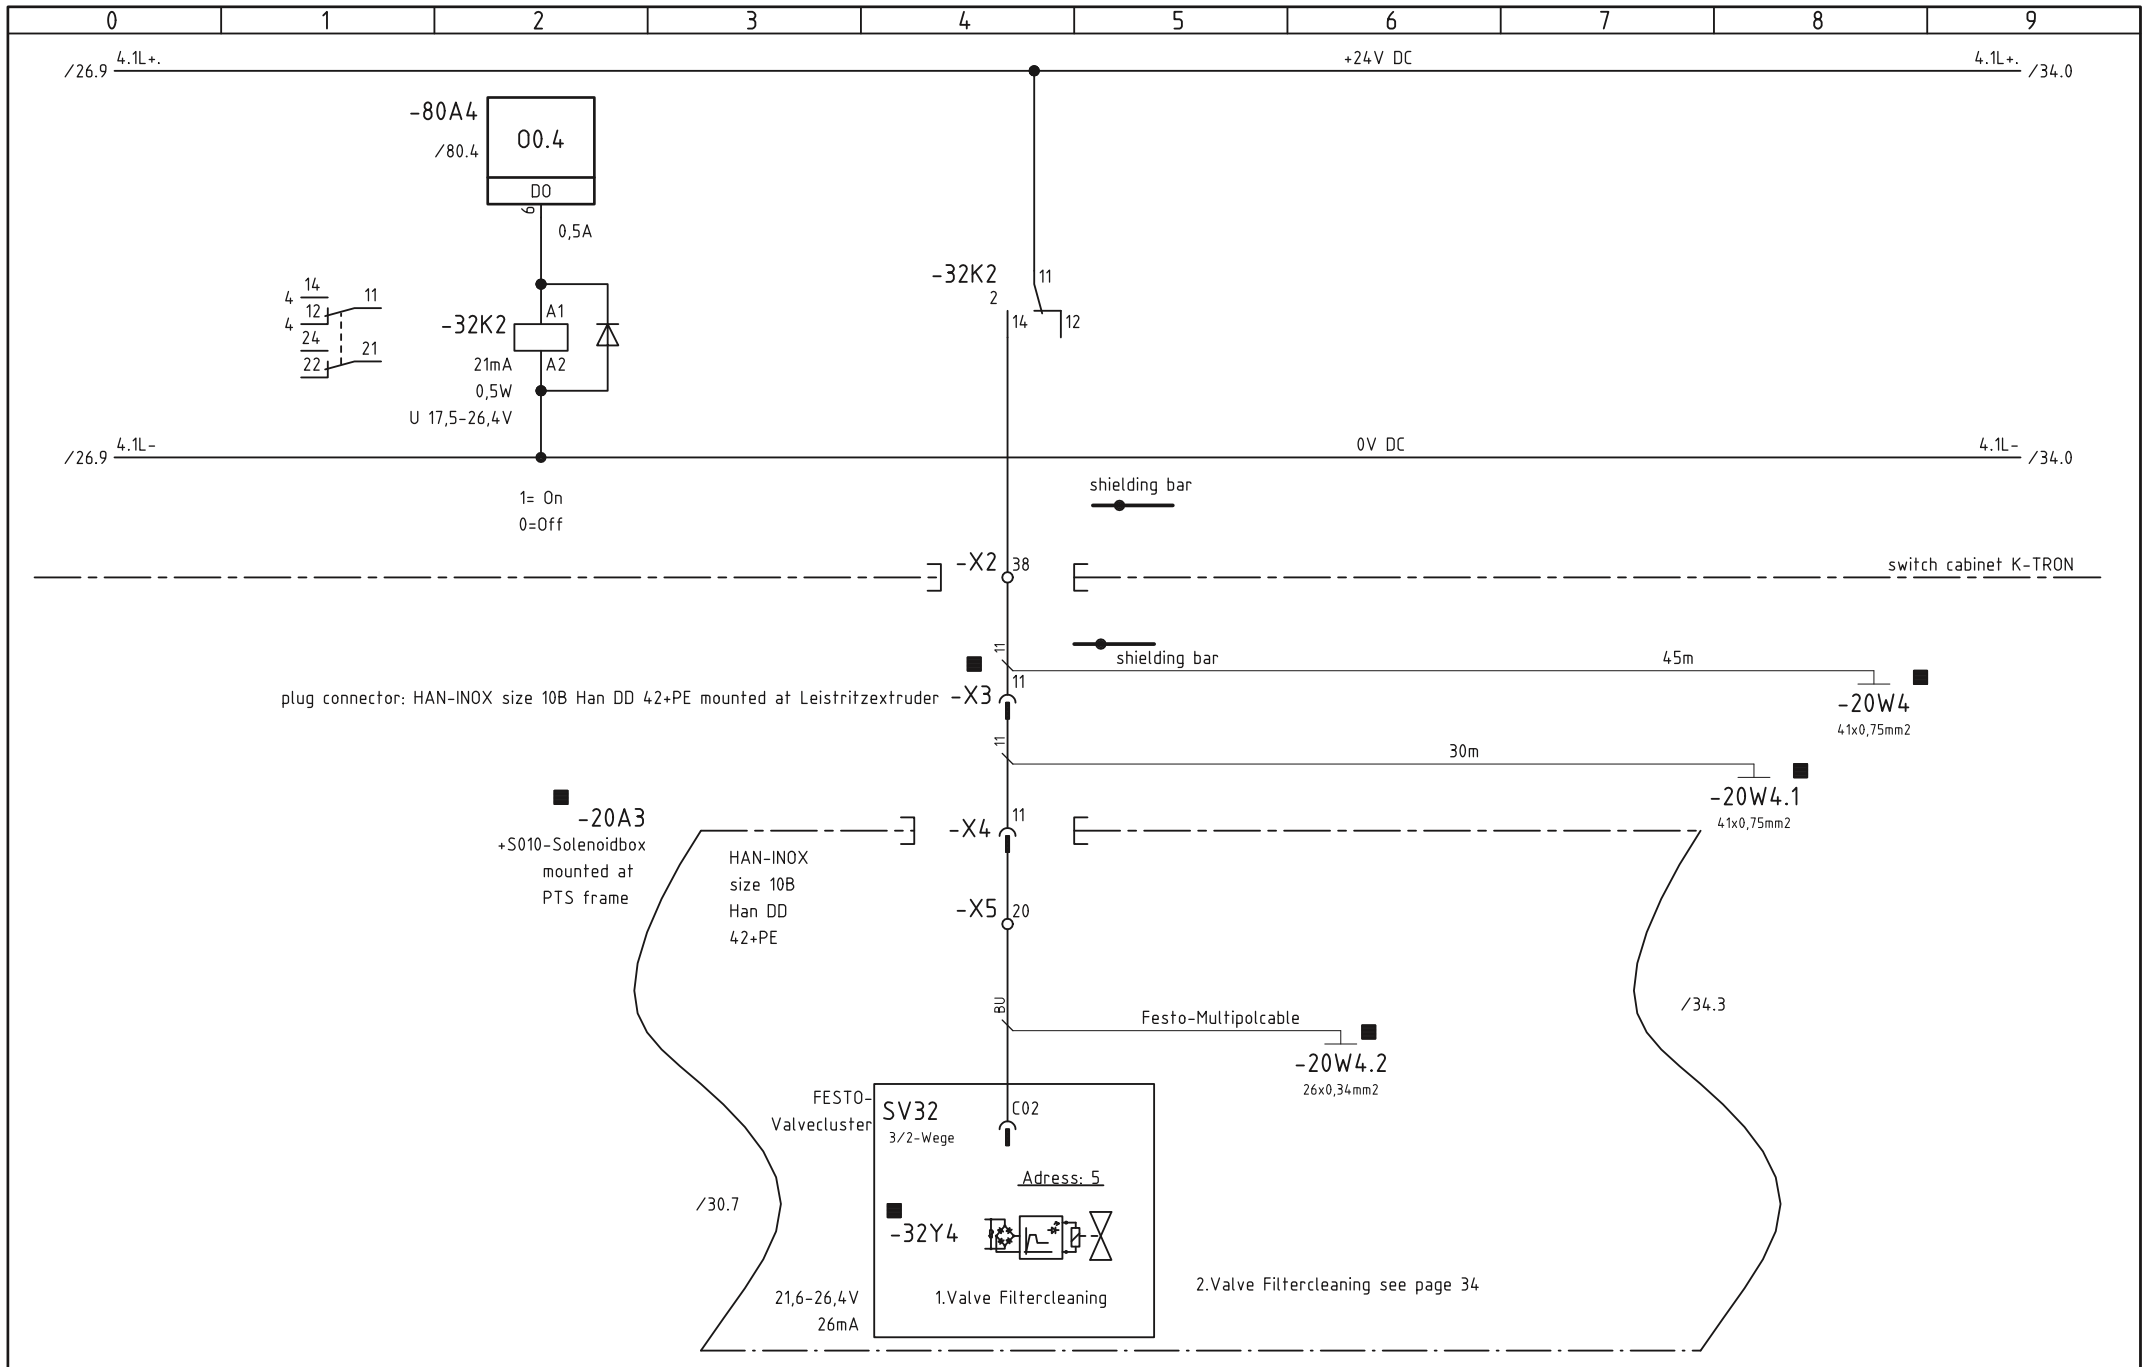 0 1 2 3 4 5 6 7 8 9
4.1L+. +24V DC 4.1L+.
/26.9 /34.0
-80A4
/80.4
O0.4
DO
6
0,5A
14
4
11
12
4
24
21
22
-32K2
A1
21mA
A2
0,5W
U 17,5-26,4V
-32K2
2
11
14
12
4.1L- 0V DC 4.1L-
/26.9 /34.0
1= On
0=Off
shielding bar
-X2 38
switch cabinet K-TRON
11
shielding bar
45m
plug connector: HAN-INOX size 10B Han DD 42+PE mounted at Leistritzextruder -X3 11
-20W4
41x0,75mm2
11
30m
-20W4.1
41x0,75mm2
-20A3
+S010-Solenoidbox
mounted at
PTS frame
-X4 11
HAN-INOX
size 10B
Han DD
42+PE
-X5 20
BU
Festo-Multipolcable
-20W4.2
26x0,34mm2
/34.3
FESTO-
Valvecluster
SV32
3/2-Wege
C02
Adress: 5
/30.7
-32Y4
21,6-26,4V
26mA
1.Valve Filtercleaning
2.Valve Filtercleaning see page 34